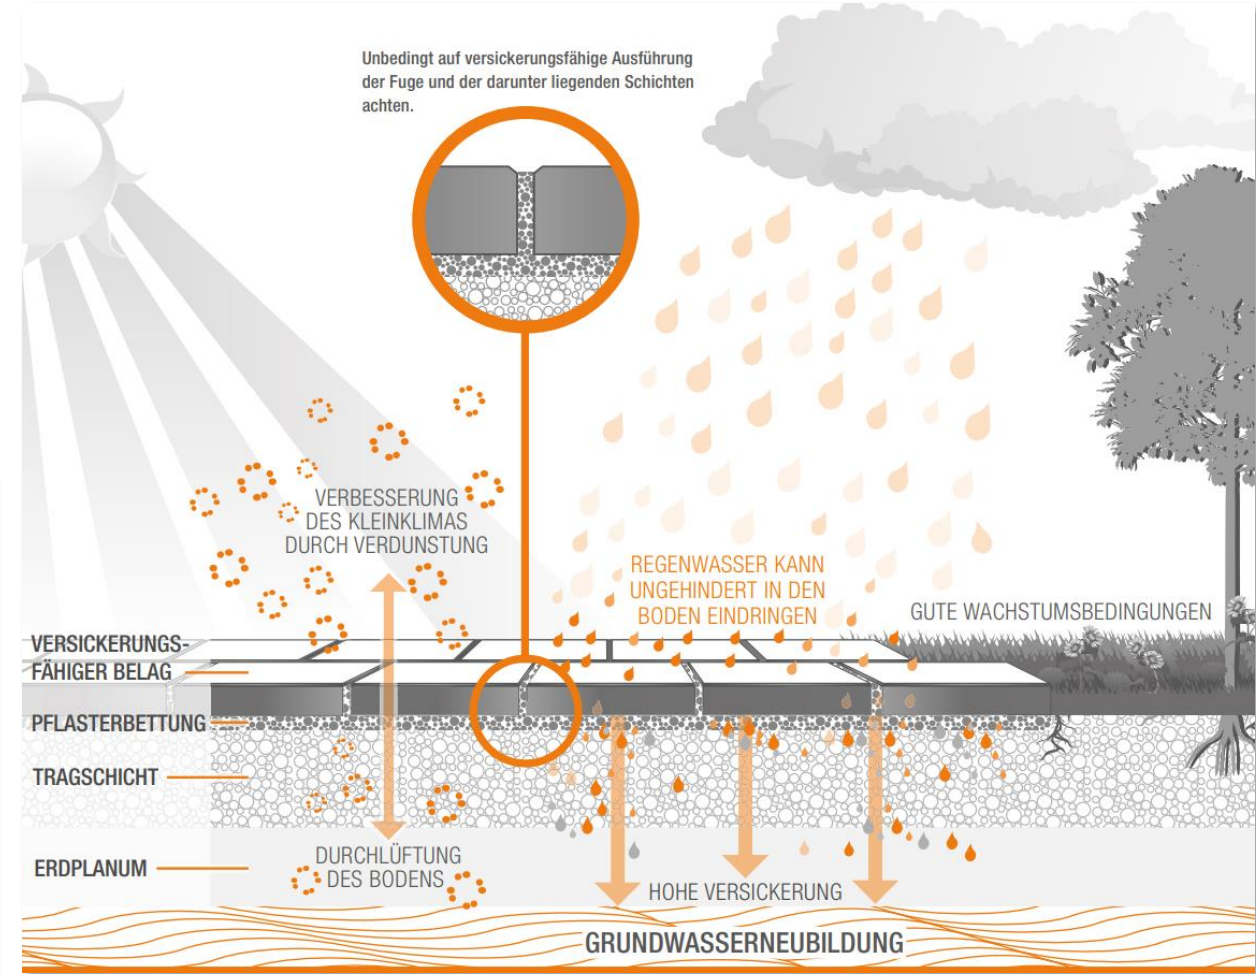 Unbedingt auf versickerungsfähige Ausführung
der Fuge und der darunter liegenden Schichten
achten.
VERBESSERUNG
DES KLEINKLIMAS
DURCH VERDUNSTUNG
REGENWASSER KANN
UNGEHINDERT IN DEN
BODEN EINDRINGEN
GUTE WACHSTUMSBEDINGUNGEN
VERSICKERUNGS-
FÄHIGER BELAG
PFLASTERBETTUNG
TRAGSCHICHT
ERDPLANUM
DURCHLÜFTUNG
DES BODENS
HOHE VERSICKERUNG
GRUNDWASSERNEUBILDUNG